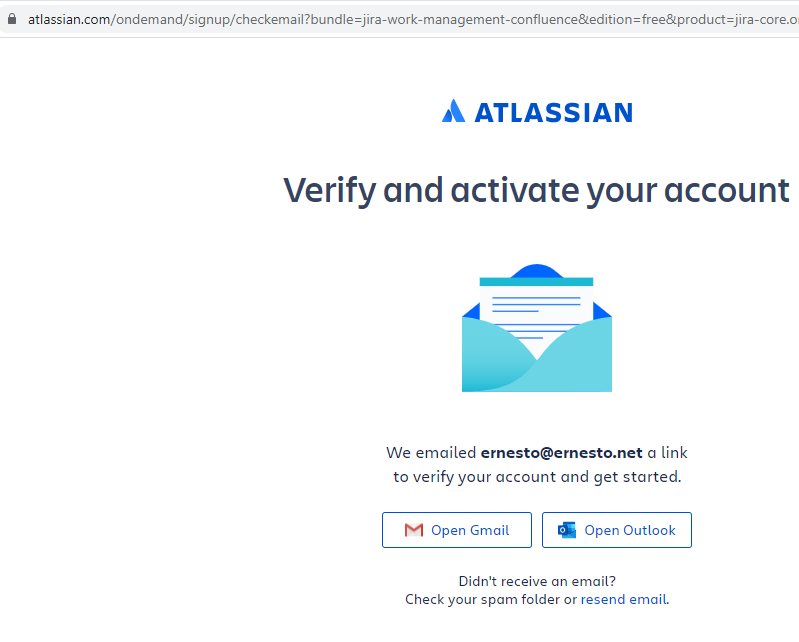 atlassian.com/ondemand/signup/checkemail?bundle=jira-work-management-confluence&edition=free&product=jira-core.o
ATLASSIAN
Verify and activate your account
We emailed ernesto@ernesto.net a link
to verify your account and get started.
Open Gmail
Open Outlook
Didn't receive an email?
Check your spam folder or resend email.